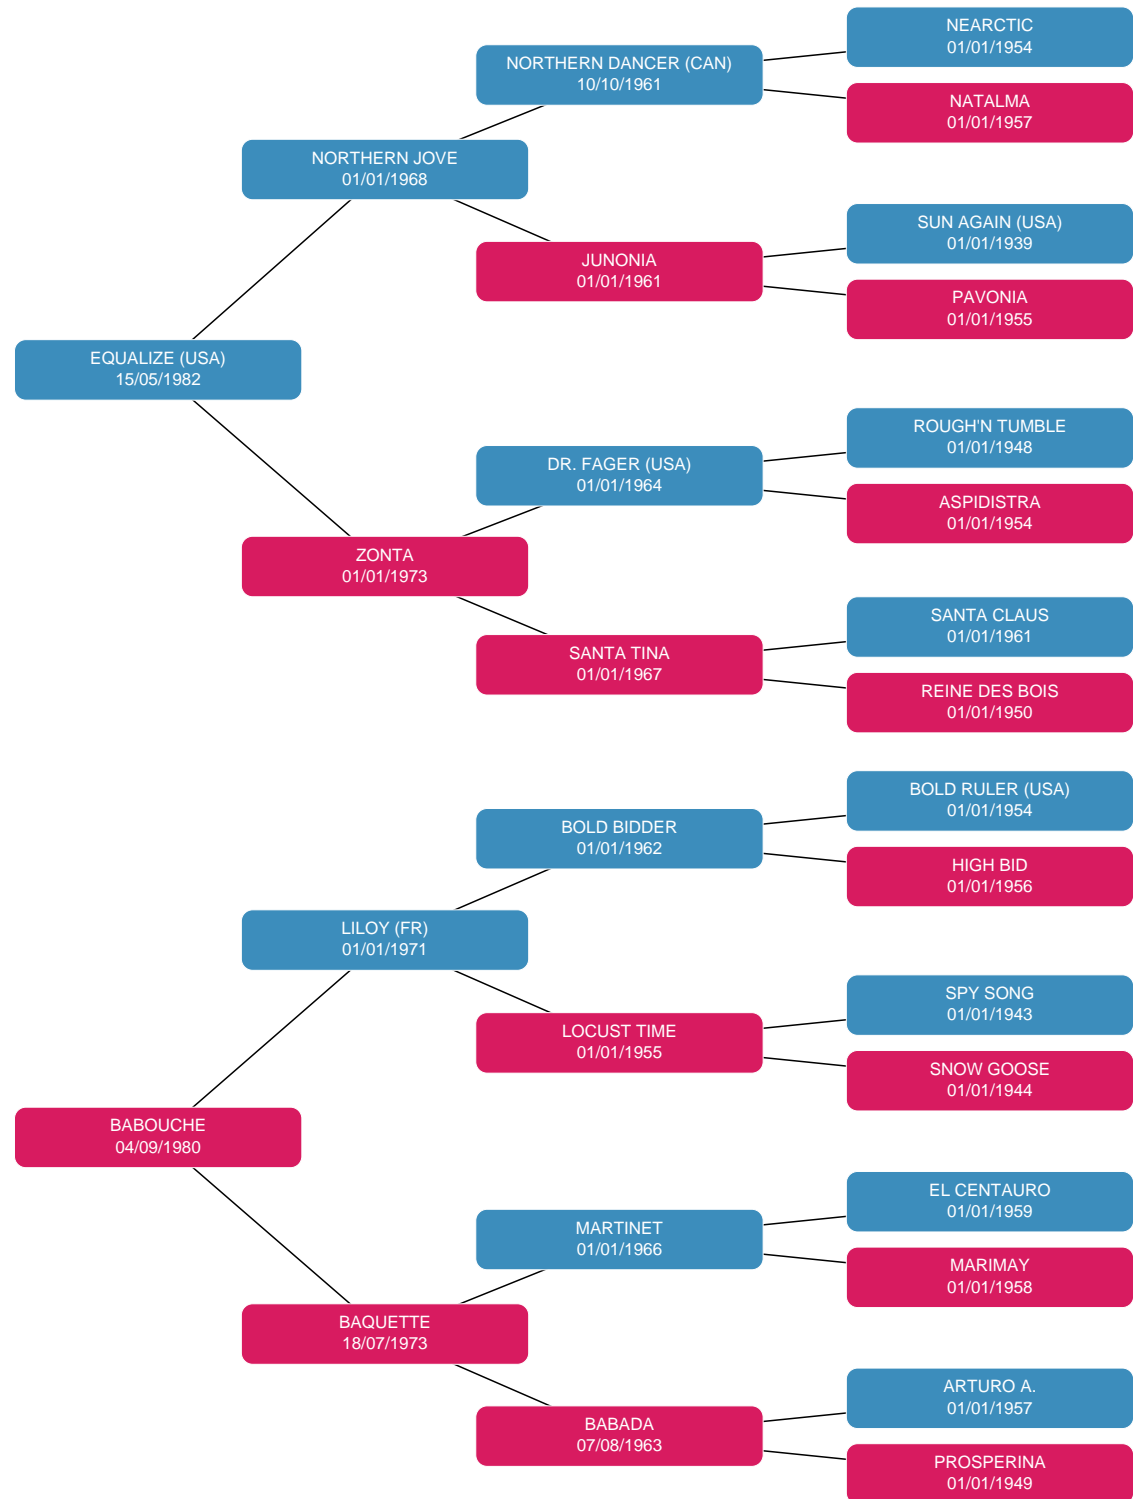 NEARCTIC
01/01/1954
NORTHERN DANCER (CAN)
10/10/1961
NATALMA
01/01/1957
NORTHERN JOVE
01/01/1968
SUN AGAIN (USA)
01/01/1939
JUNONIA
01/01/1961
PAVONIA
01/01/1955
EQUALIZE (USA)
15/05/1982
ROUGH'N TUMBLE
01/01/1948
DR. FAGER (USA)
01/01/1964
ASPIDISTRA
01/01/1954
ZONTA
01/01/1973
SANTA CLAUS
01/01/1961
SANTA TINA
01/01/1967
REINE DES BOIS
01/01/1950
BOLD RULER (USA)
01/01/1954
BOLD BIDDER
01/01/1962
HIGH BID
01/01/1956
LILOY (FR)
01/01/1971
SPY SONG
01/01/1943
LOCUST TIME
01/01/1955
SNOW GOOSE
01/01/1944
BABOUCHE
04/09/1980
EL CENTAURO
01/01/1959
MARTINET
01/01/1966
MARIMAY
01/01/1958
BAQUETTE
18/07/1973
ARTURO A.
01/01/1957
BABADA
07/08/1963
PROSPERINA
01/01/1949